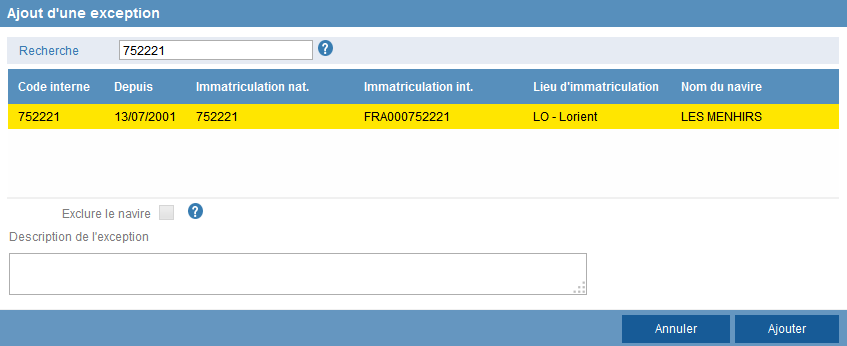 Ajout d'une exception
Recherche 752221 ?
Code interne Depuis Immatriculation nat. Immatriculation int. Lieu d'immatriculation Nom du navire
752221 13/07/2001 752221 FRA000752221 LO - Lorient LES MENHIRS
Exclure le navire ?
Description de l'exception
Annuler Ajouter